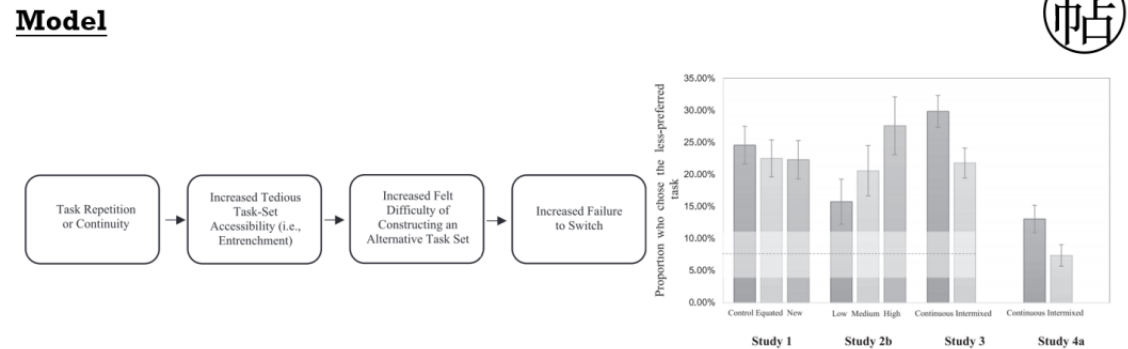 Model
帖
Task Repetition
or Continuity
Increased Tedious
Task-Set
Accessibility (i.e.,
Entrenchment)
Increased Felt
Difficulty of
Constructing an
Alternative Task Set
Increased Failure
to Switch
Proportion who chose the less-preferred
task
35.00%
30.00%
25.00%
20.00%
15.00%
10.00%
5.00%
0.00%
Control Equated New
Low Medium High
Continuous Intermixed
Continuous Intermixed
Study 1
Study 2b
Study 3
Study 4a